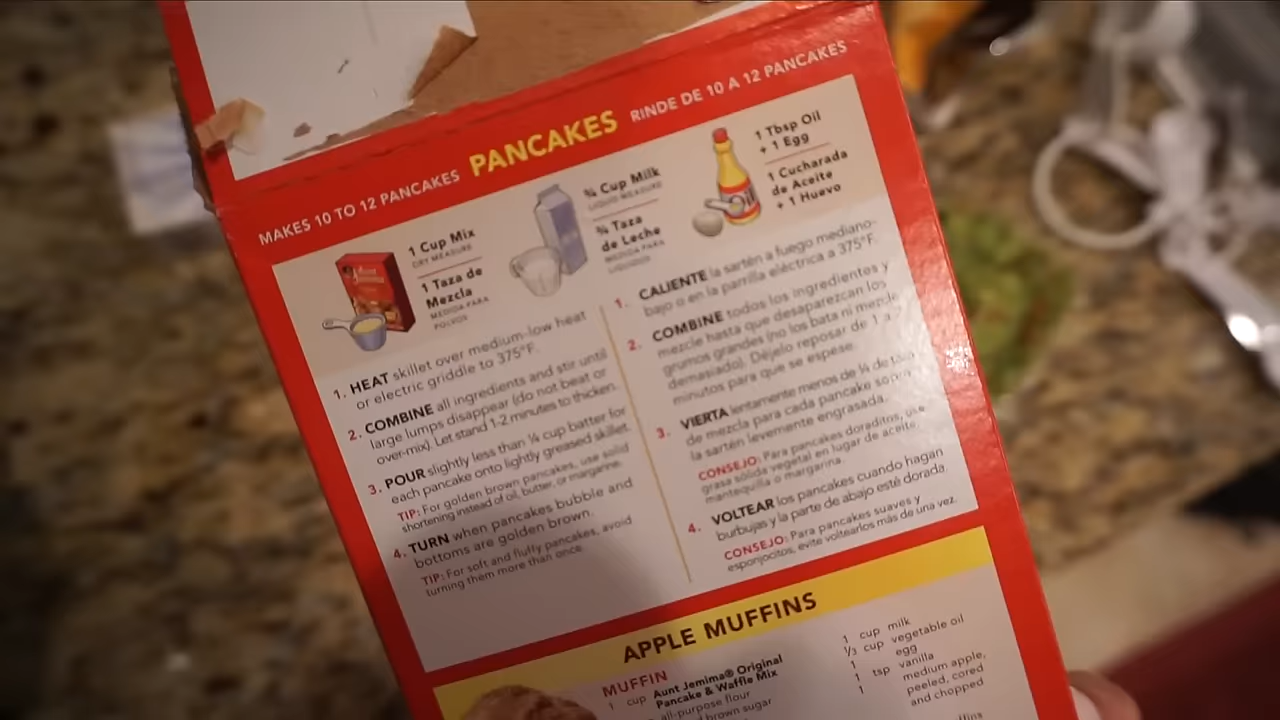 MAKES 10 TO 12 PANCAKES PANCAKES RINDE DE 10 A 12 PANCAKES
1 Cup Mix
DRY MEASURE
1 Taza de
Mezcla
MEDIDA PARA
POLVOS
¾ Cup Milk
LIQUID MEASURE
¾ Taza
de Leche
MEDIDA PARA
LIQUIDOS
Oil
1 Tbsp Oil
+ 1 Egg
1 Cucharada
de Aceite
+ 1 Huevo
1. HEAT skillet over medium-low heat
or electric griddle to 375°F.
2. COMBINE all ingredients and stir until
large lumps disappear (do not beat or
over-mix). Let stand 1-2 minutes to thicken.
3. POUR slightly less than ¼ cup batter for
each pancake onto lightly greased skillet.
TIP: For golden brown pancakes, use solid
shortening instead of oil, butter, or margarine.
4. TURN when pancakes bubble and
bottoms are golden brown.
TIP: For soft and fluffy pancakes, avoid
turning them more than once.
1. CALIENTE la sartén a fuego mediano-
bajo o en la parrilla eléctrica a 375°F.
2. COMBINE todos los ingredientes y
mezcle hasta que desaparezcan los
grumos grandes (no los bata ni mezcle
demasiado). Déjelo reposar de 1 a
minutos para que se espese.
3. VIERTA lentamente menos de ¼ de taza
de mezcla para cada pancake sobre
la sartén levemente engrasada.
CONSEJO: Para pancakes doraditos, use
grasa sólida vegetal en lugar de aceite,
mantequilla o margarina.
4. VOLTEAR los pancakes cuando hagan
burbujas y la parte de abajo esté dorada.
CONSEJO: Para pancakes suaves y
esponjocitos, evite voltearlos más de una vez.
APPLE MUFFINS
MUFFIN
1 cup Aunt Jemima® Original
Pancake & Waffle Mix
all-purpose flour
brown sugar
1 cup milk
⅓ cup vegetable oil
1 egg
1 tsp vanilla
1 medium apple,
peeled, cored
and chopped